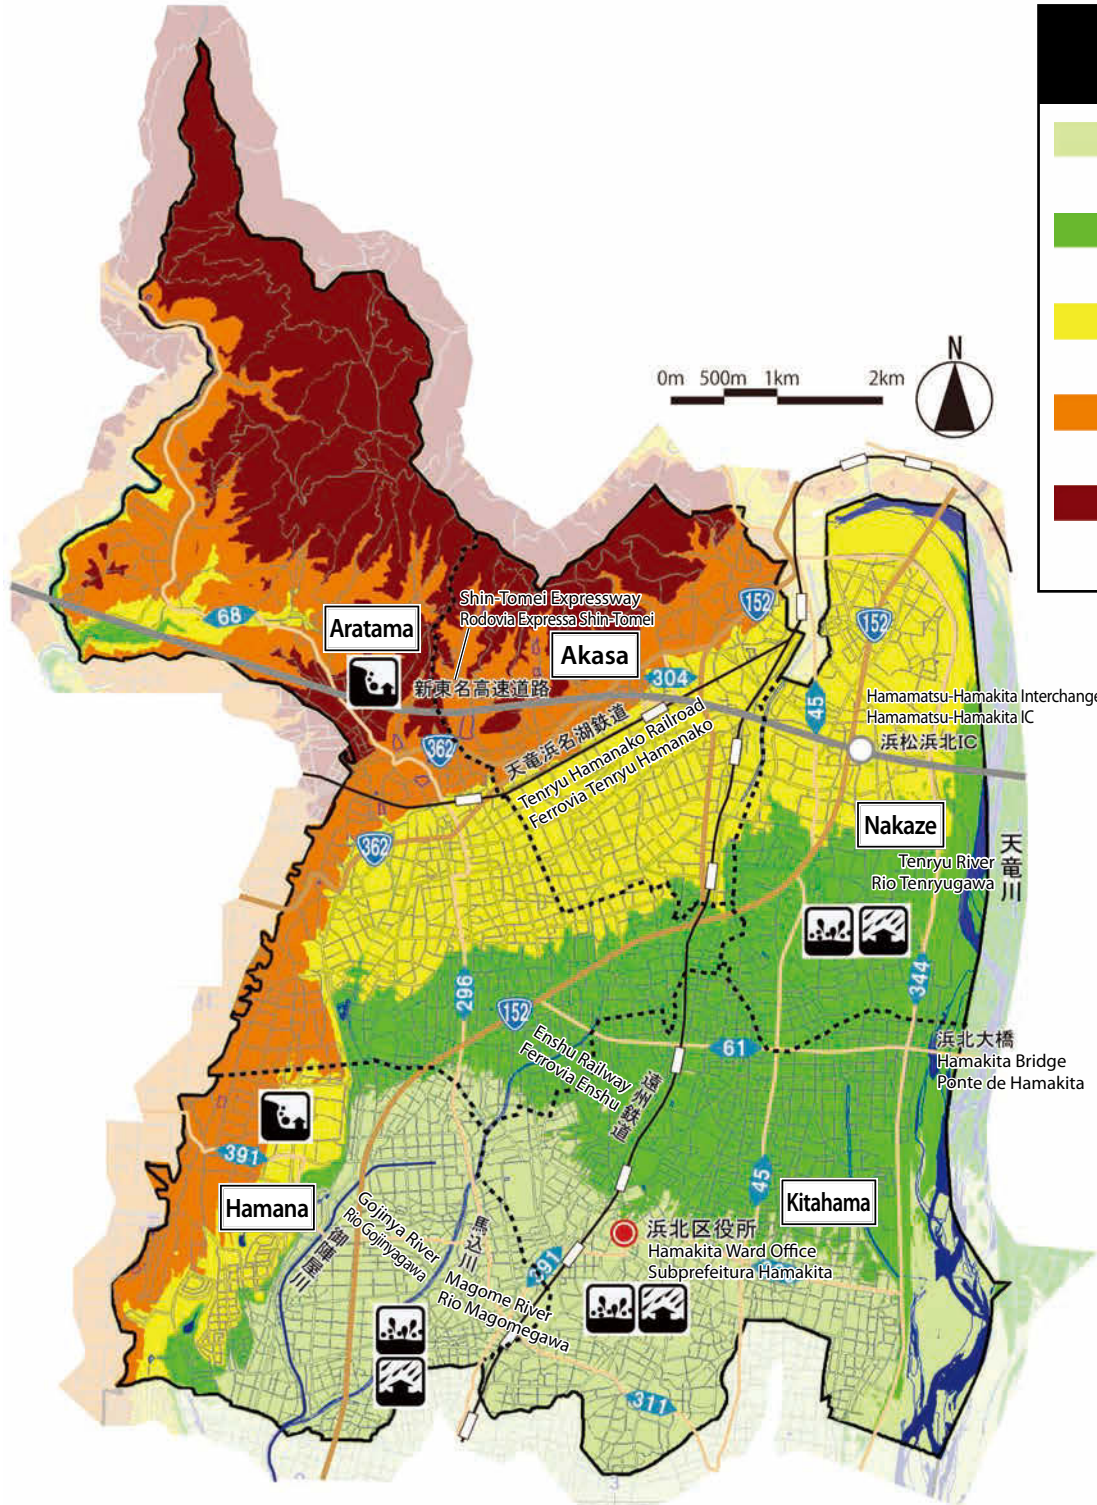 N
0m 500m 1km 2km
152
152
Shin-Tomei Expressway
Rodovia Expressa Shin-Tomei
68
Aratama
Akasa
304
新東名高速道路
45
Hamamatsu-Hamakita Interchange
Hamamatsu-Hamakita IC
浜松浜北IC
362
天竜浜名湖鉄道
Tenryu Hamanako Railroad
Ferrovia Tenryu Hamanako
362
Nakaze
天竜川
Tenryu River
Rio Tenryugawa
296
344
152
Enshu Railway
Ferrovia Enshu
遠州鉄道
61
浜北大橋
Hamakita Bridge
Ponte de Hamakita
391
45
Hamana
Kitahama
Gojinya River
Rio Gojinyagawa
御陣屋川
馬込川
Magome River
Rio Magomegawa
浜北区役所
Hamakita Ward Office
Subprefeitura Hamakita
391
311